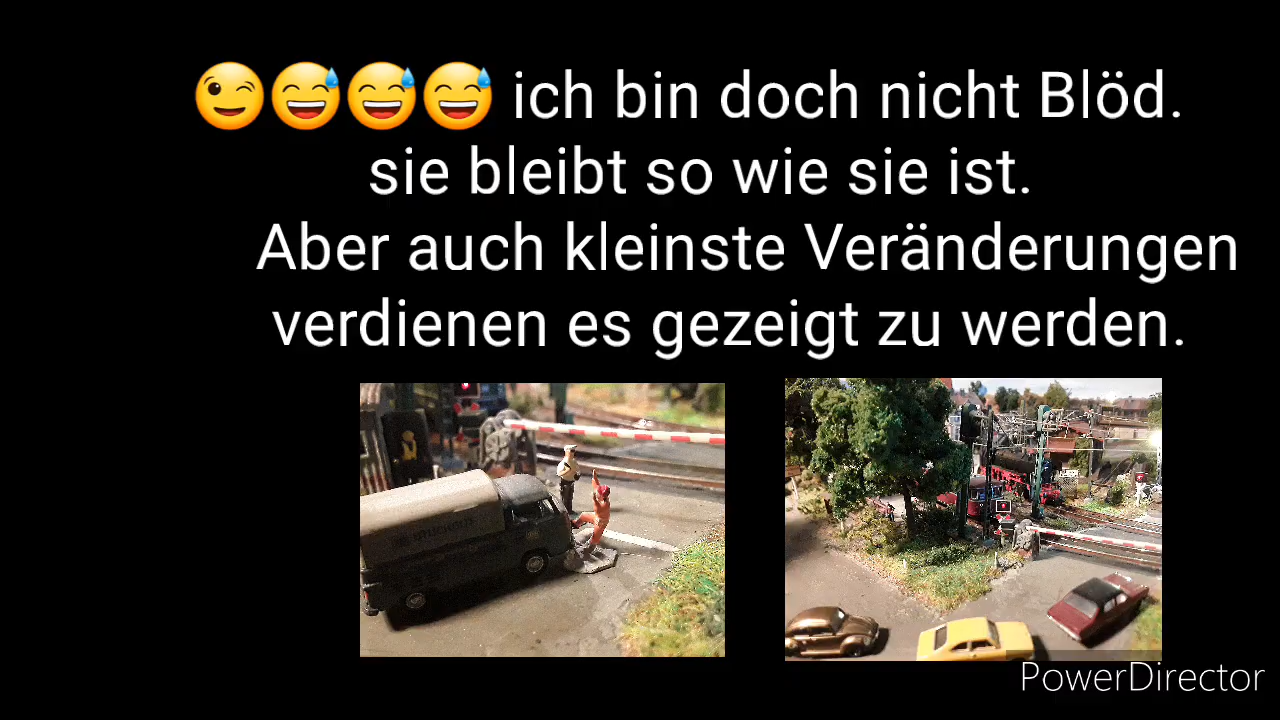 😉😅😅😅 ich bin doch nicht Blöd.
sie bleibt so wie sie ist.
Aber auch kleinste Veränderungen
verdienen es gezeigt zu werden.
PowerDirector